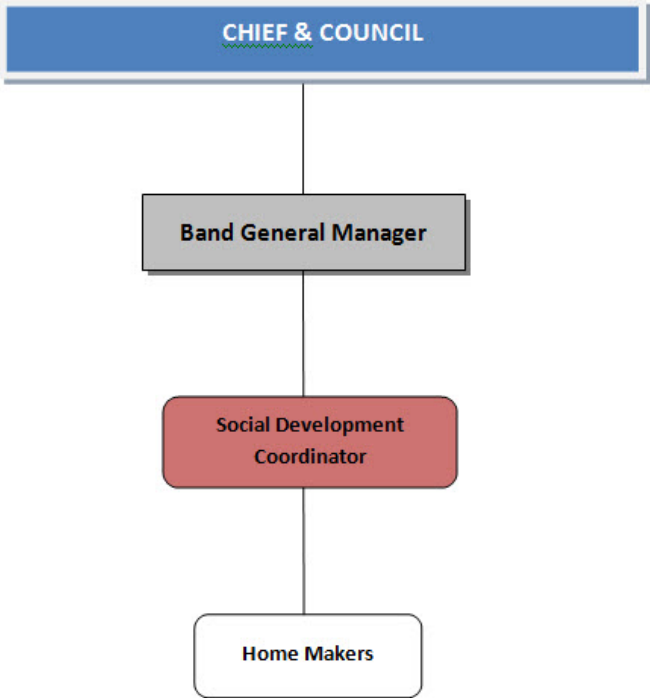 CHIEF & COUNCIL
Band General Manager
Social Development
Coordinator
Home Makers